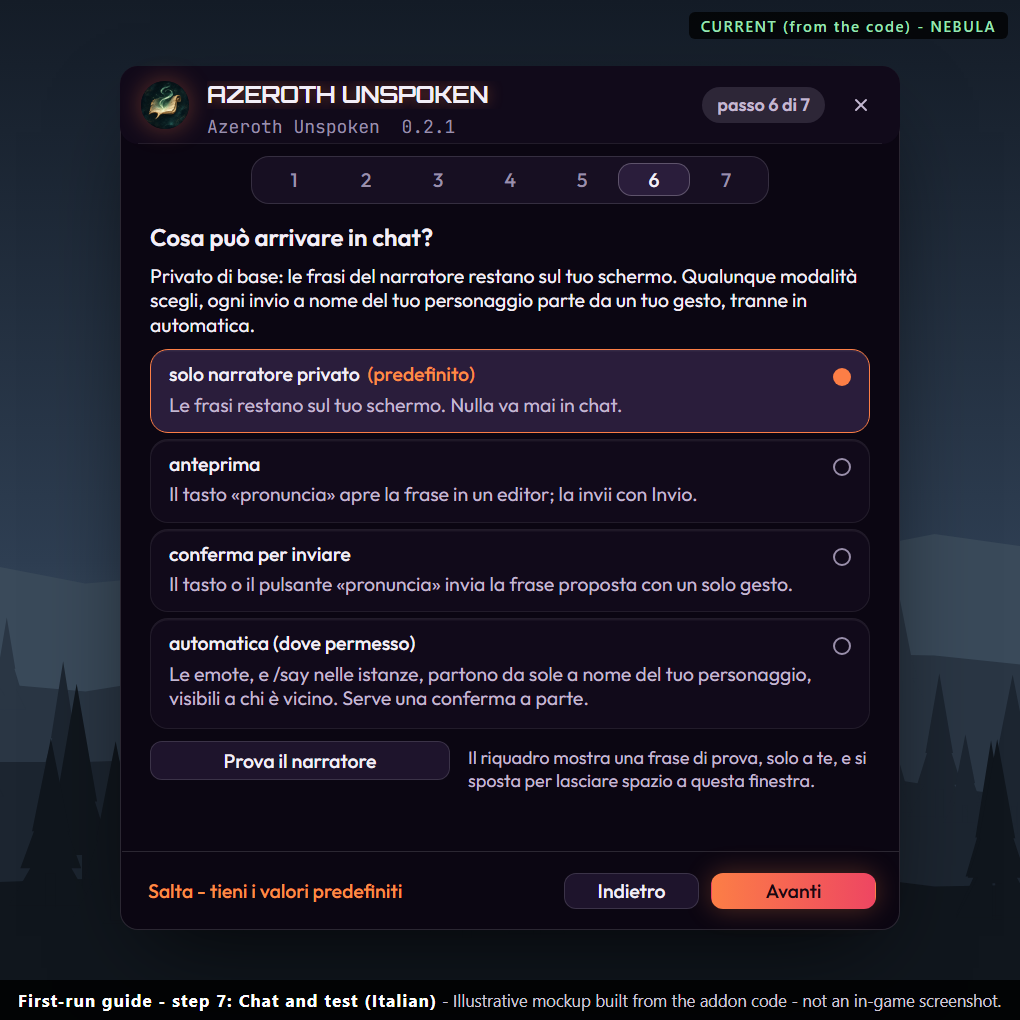 CURRENT (from the code) - NEBULA
AZEROTH UNSPOKEN
Azeroth Unspoken 0.2.1
passo 6 di 7
×
1 2 3 4 5 6 7
Cosa può arrivare in chat?
Privato di base: le frasi del narratore restano sul tuo schermo. Qualunque modalità
scegli, ogni invio a nome del tuo personaggio parte da un tuo gesto, tranne in
automatica.
solo narratore privato (predefinito)
Le frasi restano sul tuo schermo. Nulla va mai in chat.
anteprima
Il tasto «pronuncia» apre la frase in un editor; la invii con Invio.
conferma per inviare
Il tasto o il pulsante «pronuncia» invia la frase proposta con un solo gesto.
automatica (dove permesso)
Le emote, e /say nelle istanze, partono da sole a nome del tuo personaggio,
visibili a chi è vicino. Serve una conferma a parte.
Prova il narratore
Il riquadro mostra una frase di prova, solo a te, e si
sposta per lasciare spazio a questa finestra.
Salta - tieni i valori predefiniti
Indietro
Avanti
First-run guide - step 7: Chat and test (Italian) - Illustrative mockup built from the addon code - not an in-game screenshot.